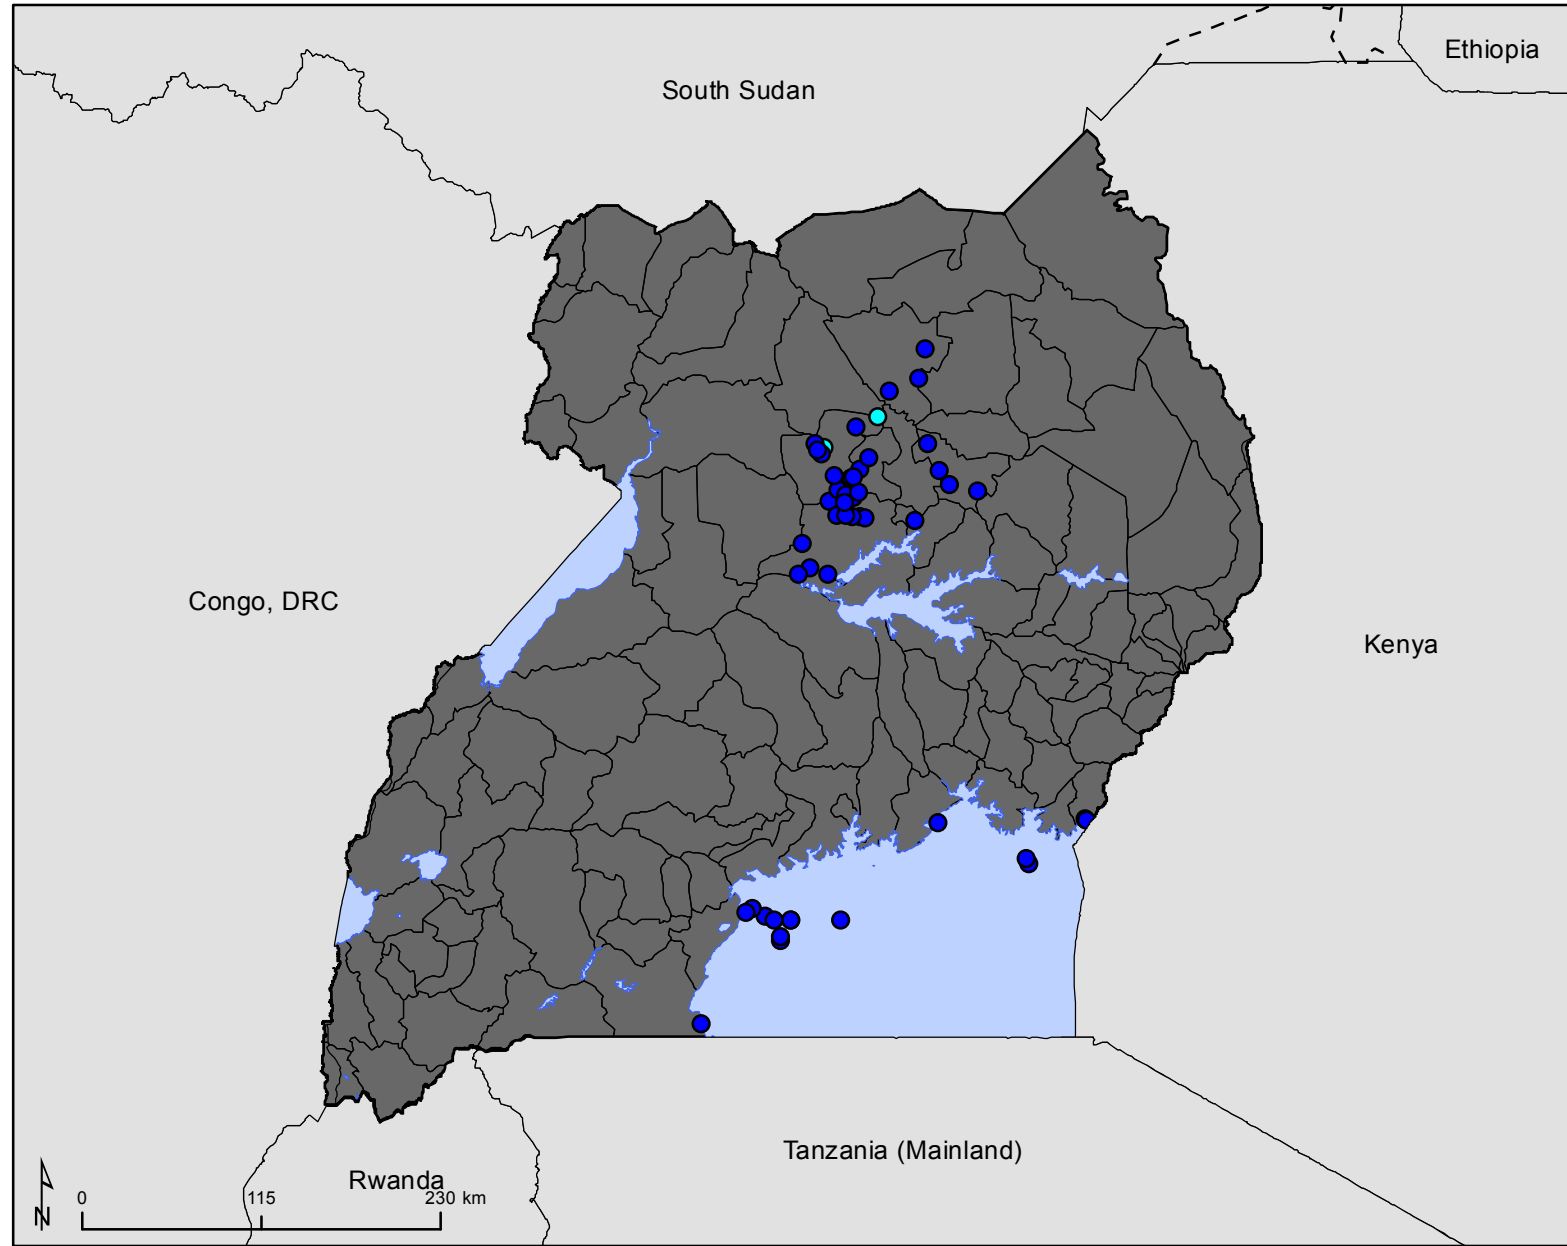 Ethiopia
South Sudan
Congo, DRC
Kenya
Tanzania (Mainland)
Rwanda
0 115 230 km
N